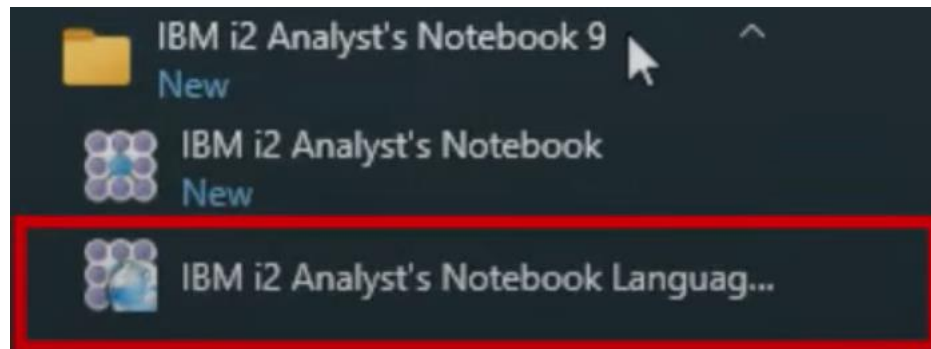 IBM i2 Analyst's Notebook 9
New
IBM i2 Analyst's Notebook
New
IBM i2 Analyst's Notebook Languag...